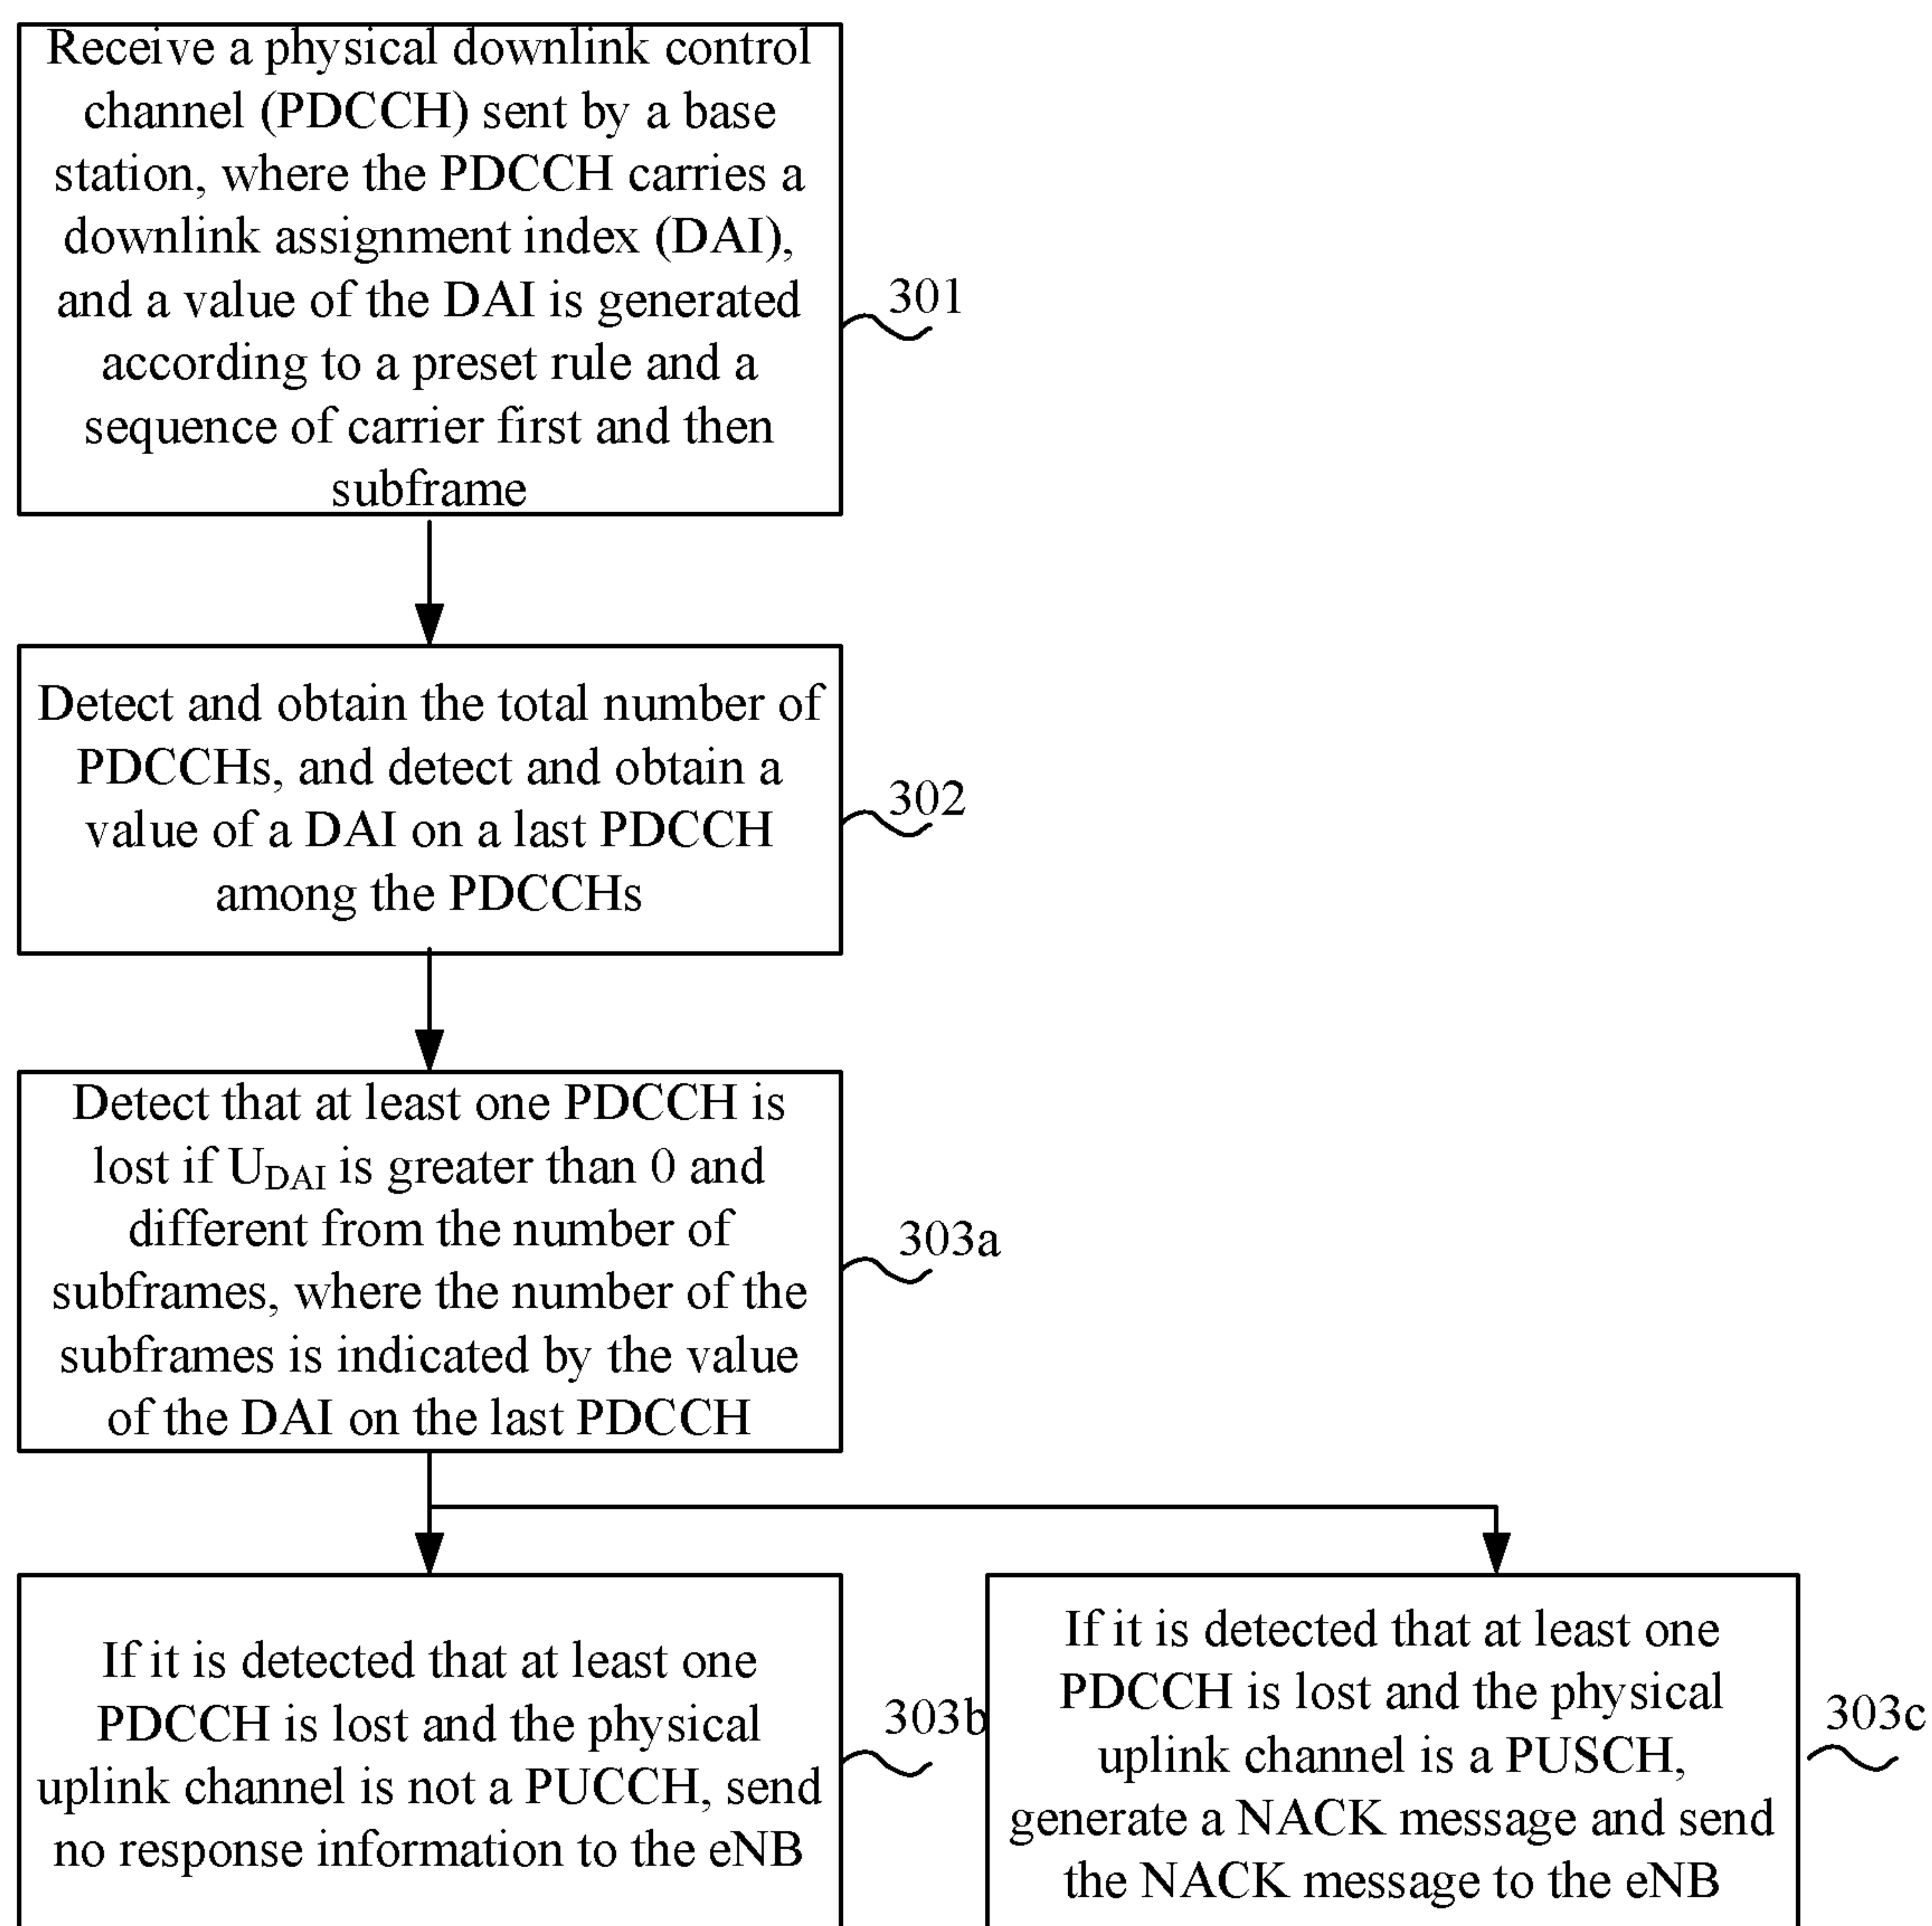 Receive a physical downlink control
channel (PDCCH) sent by a base
station, where the PDCCH carries a
downlink assignment index (DAI),
and a value of the DAI is generated
according to a preset rule and a
sequence of carrier first and then
subframe
301
Detect and obtain the total number of
PDCCHs, and detect and obtain a
value of a DAI on a last PDCCH
among the PDCCHs
302
Detect that at least one PDCCH is
lost if UDAI is greater than 0 and
different from the number of
subframes, where the number of the
subframes is indicated by the value
of the DAI on the last PDCCH
303a
If it is detected that at least one
PDCCH is lost and the physical
uplink channel is not a PUCCH, send
no response information to the eNB
303b
If it is detected that at least one
PDCCH is lost and the physical
uplink channel is a PUSCH,
generate a NACK message and send
the NACK message to the eNB
303c